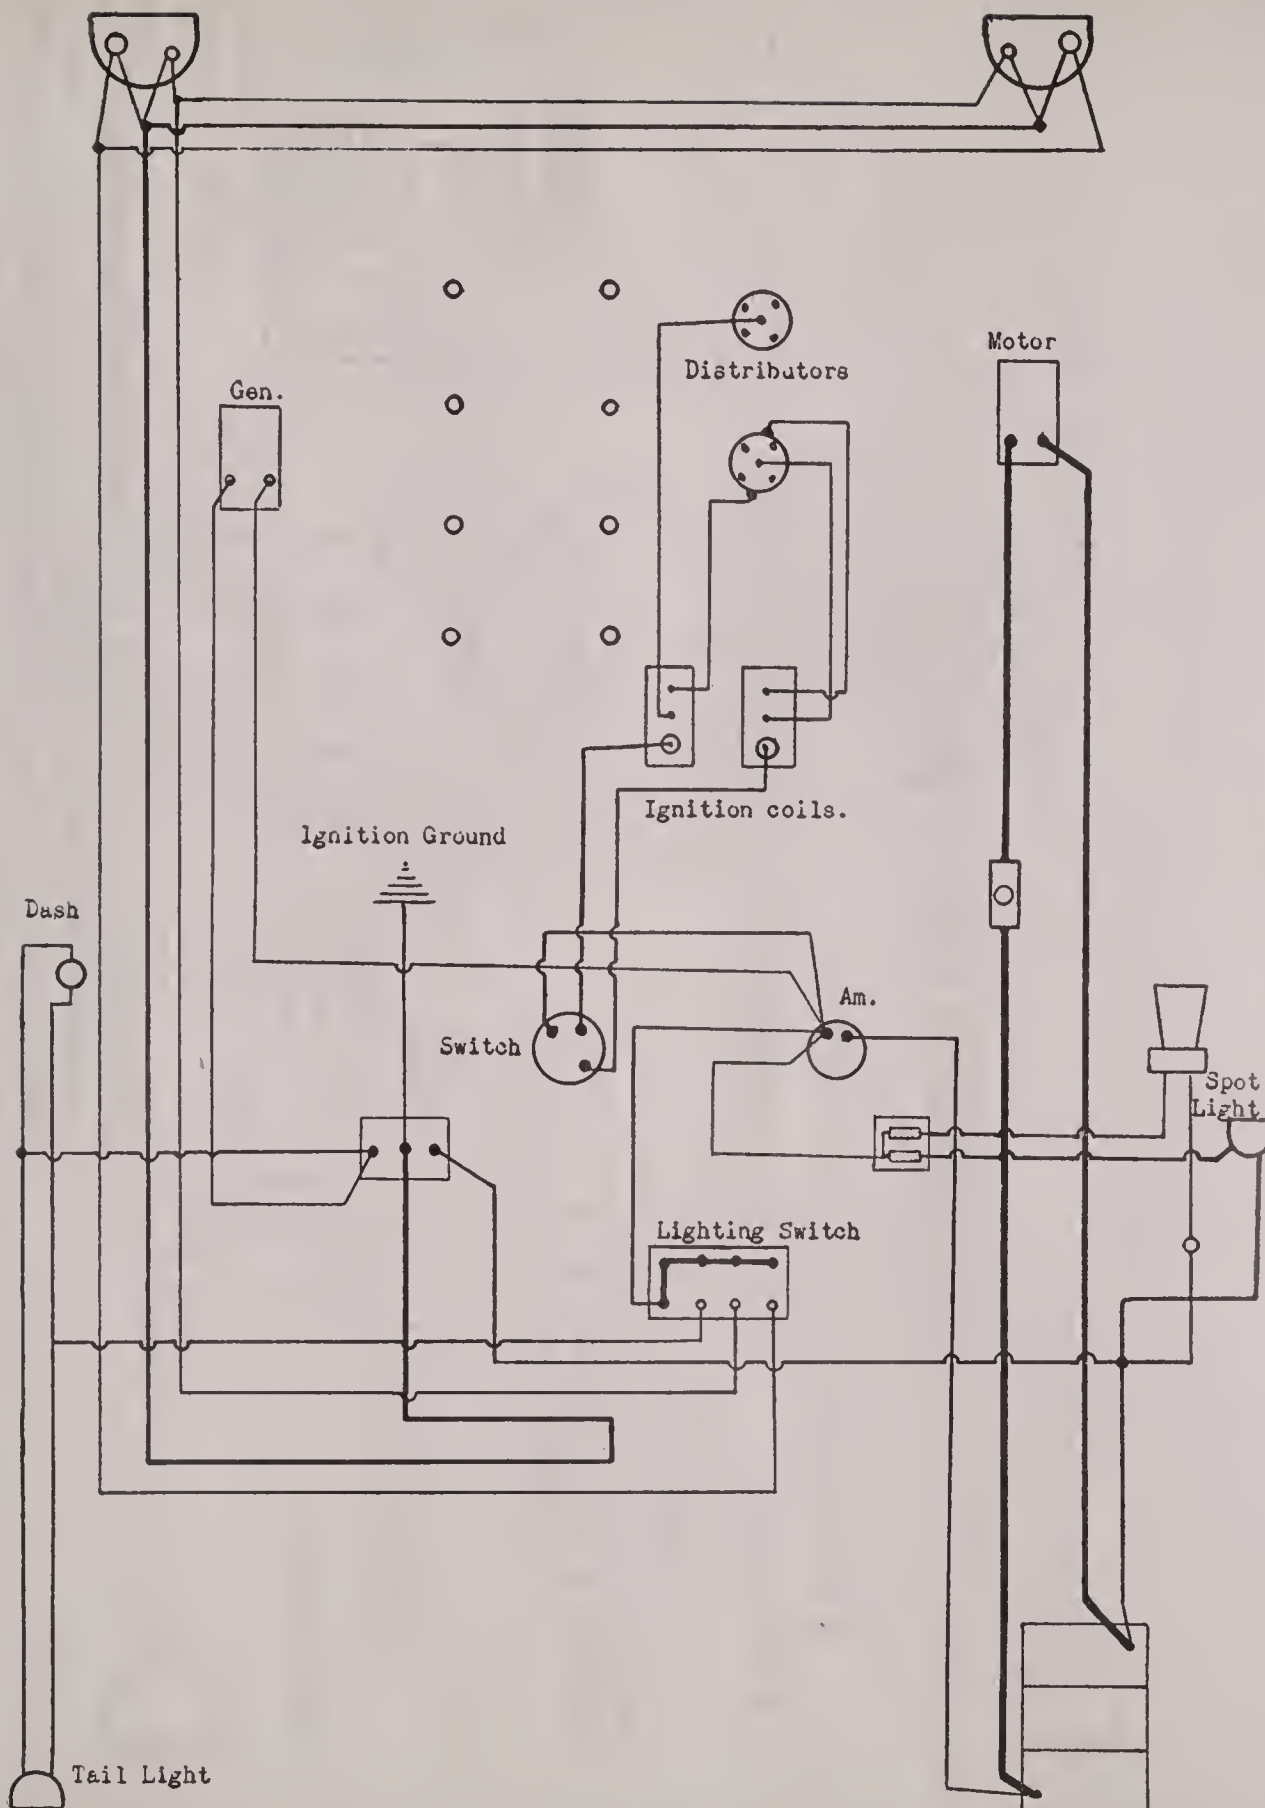 Motor
Distributors
Gen.
Ignition coils.
Ignition Ground
Dash
Am.
Switch
Spot
Light
Lighting Switch
Tail Light